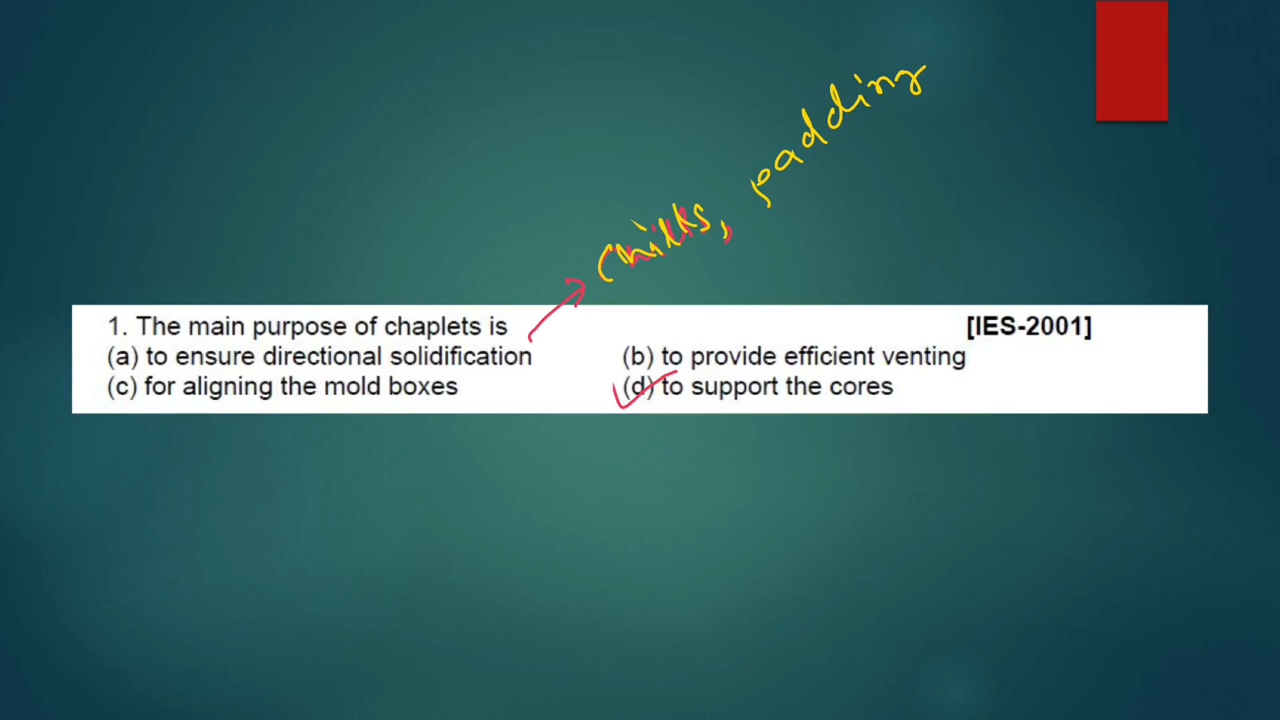 chills, padding
1. The main purpose of chaplets is [IES-2001]
(a) to ensure directional solidification (b) to provide efficient venting
(c) for aligning the mold boxes (d) to support the cores